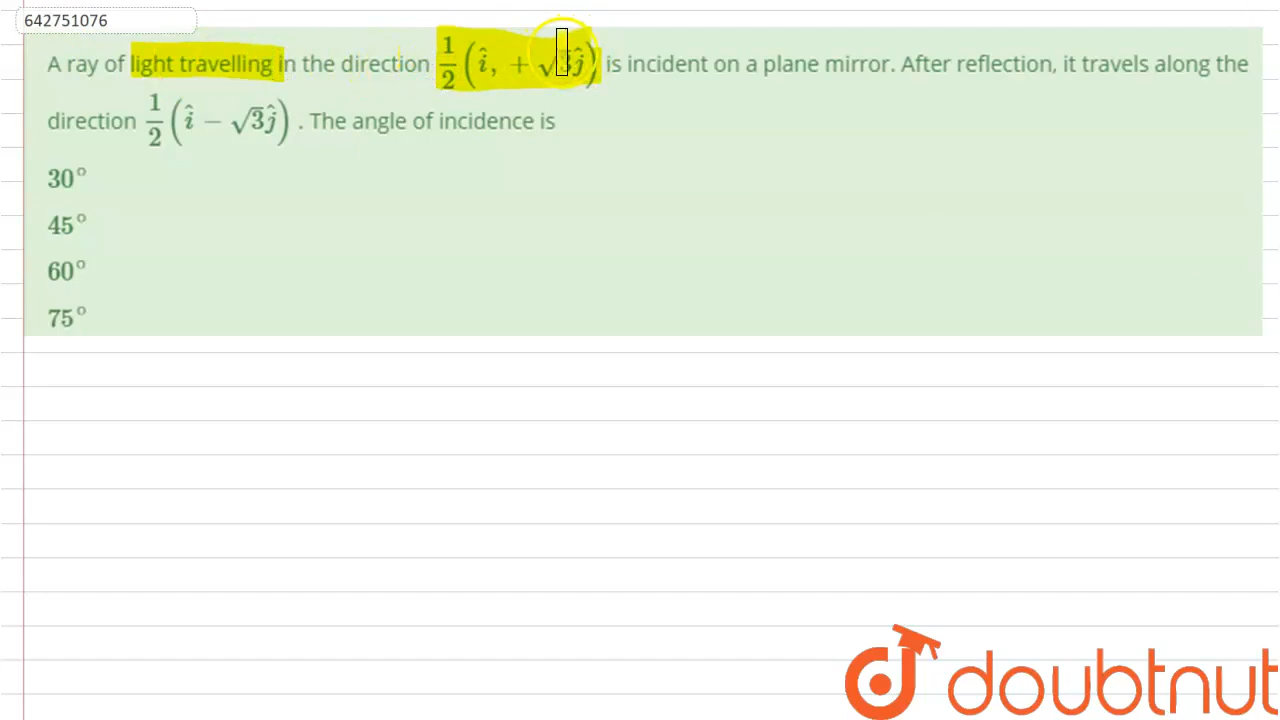 642751076
A ray of light travelling in the direction 1/2 (î, + √3ĵ) is incident on a plane mirror. After reflection, it travels along the
direction 1/2 (î − √3ĵ) . The angle of incidence is
30°
45°
60°
75°
doubtnut